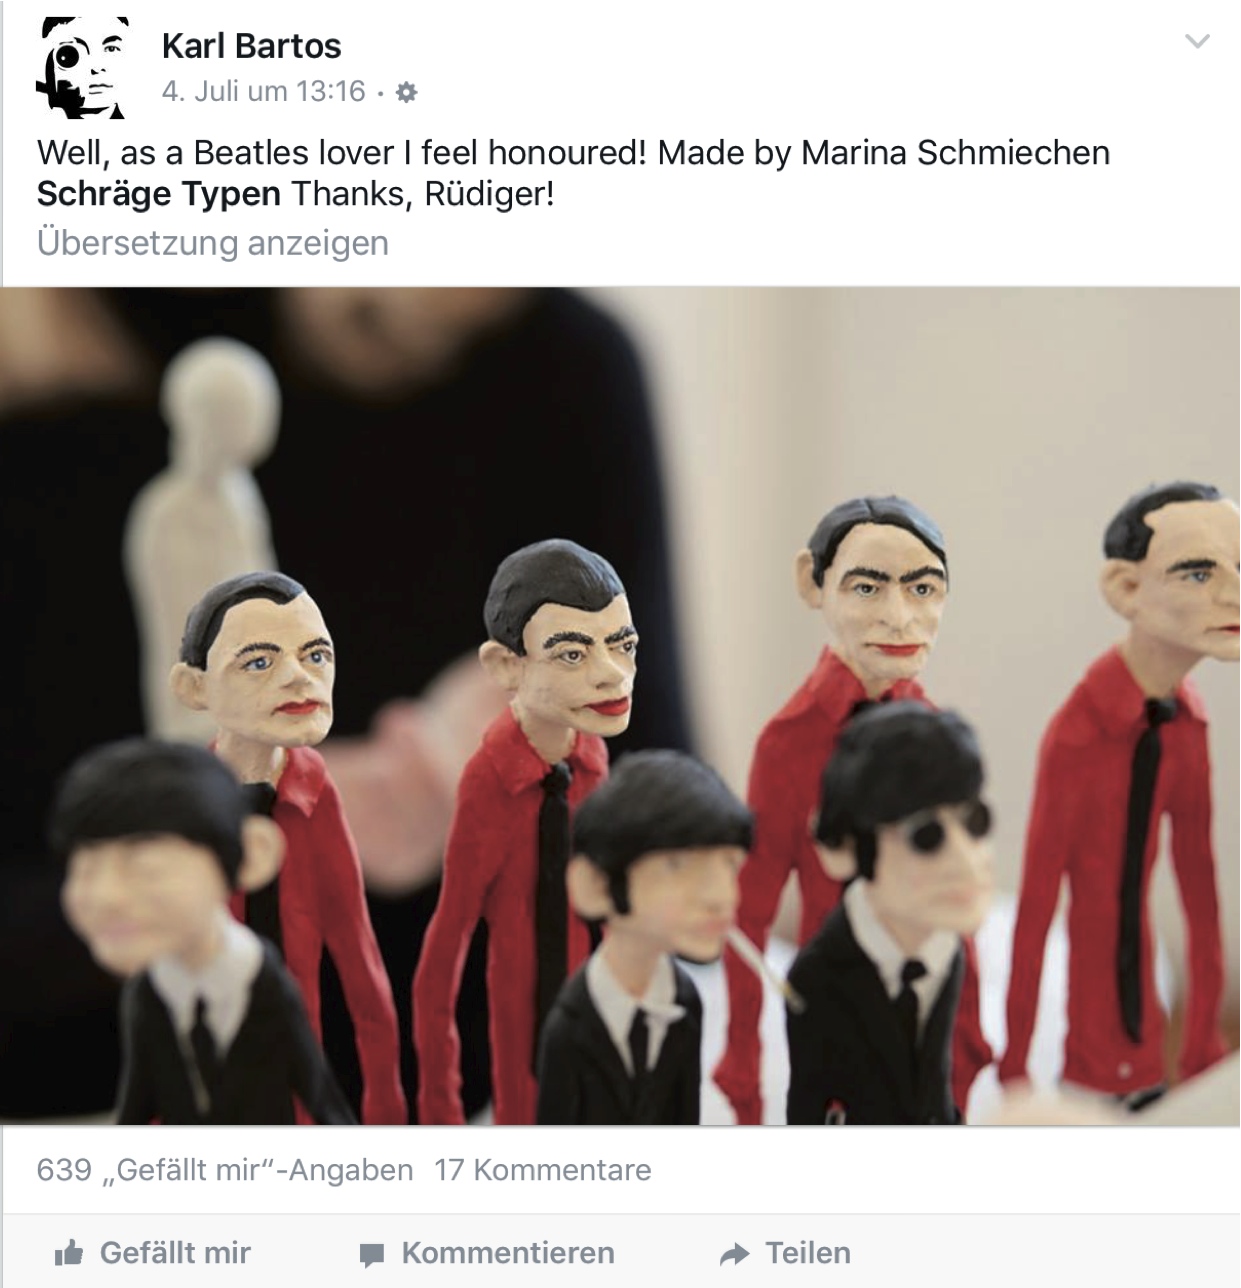 Karl Bartos
4. Juli um 13:16 ·
Well, as a Beatles lover I feel honoured! Made by Marina Schmiechen
Schräge Typen Thanks, Rüdiger!
Übersetzung anzeigen
639 „Gefällt mir“-Angaben 17 Kommentare
Gefällt mir Kommentieren Teilen